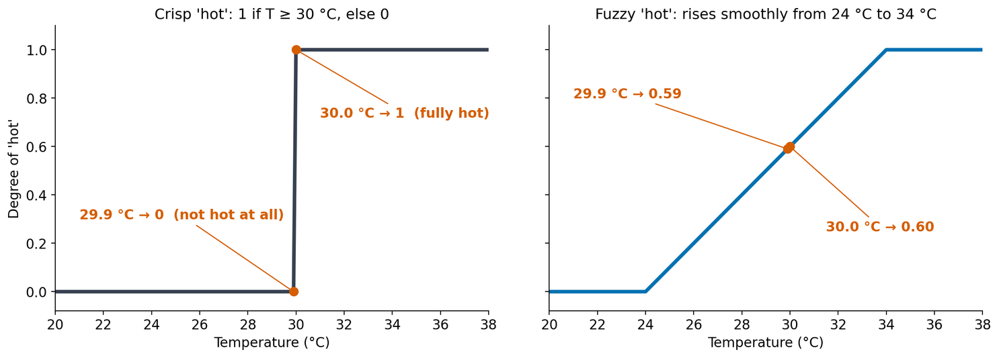 Crisp 'hot': 1 if T ≥ 30 °C, else 0
Degree of 'hot'
1.0
0.8
0.6
0.4
0.2
0.0
30.0 °C → 1  (fully hot)
29.9 °C → 0  (not hot at all)
20 22 24 26 28 30 32 34 36 38
Temperature (°C)
Fuzzy 'hot': rises smoothly from 24 °C to 34 °C
29.9 °C → 0.59
30.0 °C → 0.60
20 22 24 26 28 30 32 34 36 38
Temperature (°C)